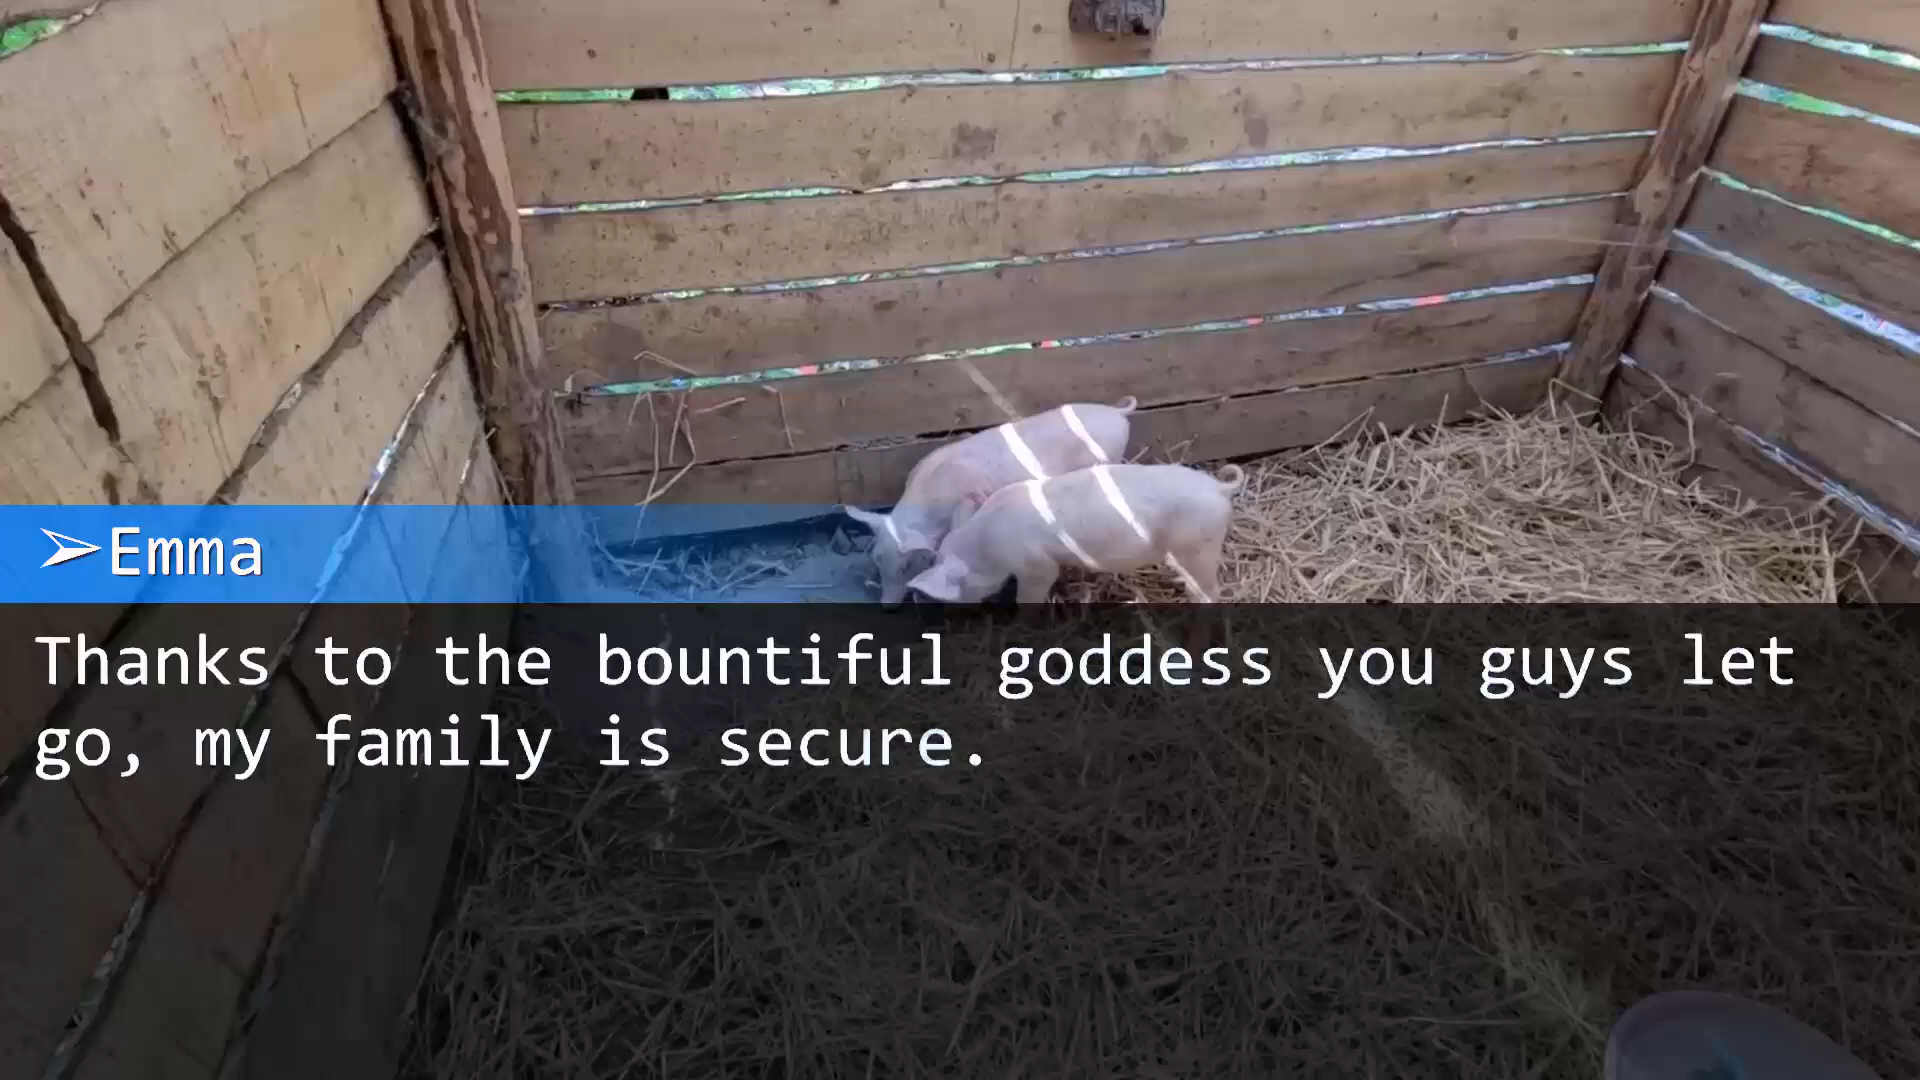 ➢Emma
Thanks to the bountiful goddess you guys let
go, my family is secure.